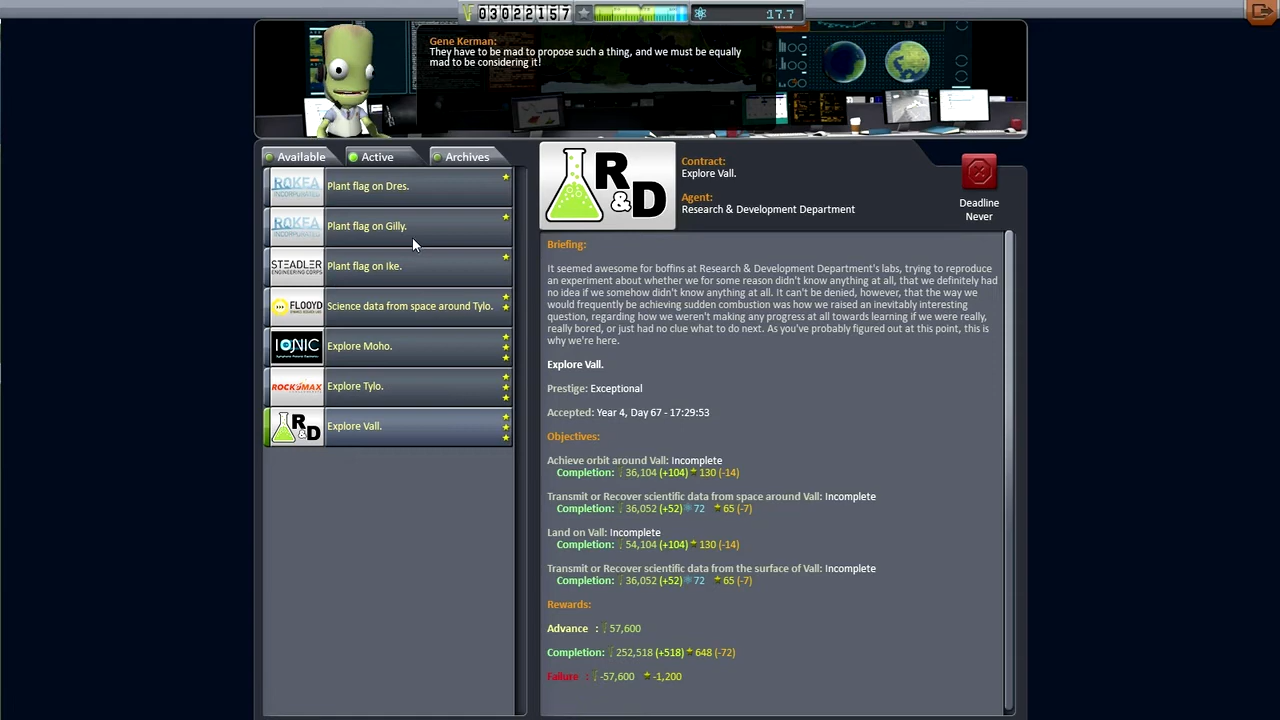 03022157
17.7
Gene Kerman:
They have to be mad to propose such a thing, and we must be equally
mad to be considering it!
Available
Active
Archives
ROKEA
INCORPORATED
Plant flag on Dres.
ROKEA
INCORPORATED
Plant flag on Gilly.
STEADLER
ENGINEERING CORPS
Plant flag on Ike.
FLOOYD
Science data from space around Tylo.
IONIC
Explore Moho.
ROCKOMAX
Explore Tylo.
R&D
Explore Vall.
R&D
Contract:
Explore Vall.
Agent:
Research & Development Department
Deadline
Never
Briefing:
It seemed awesome for boffins at Research & Development Department's labs, trying to reproduce
an experiment about whether we for some reason didn't know anything at all, that we definitely had
no idea if we somehow didn't know anything at all. It can't be denied, however, that the way we
would frequently be achieving sudden combustion was how we raised an inevitably interesting
question, regarding how we weren't making any progress at all towards learning if we were really,
really bored, or just had no clue what to do next. As you've probably figured out at this point, this is
why we're here.
Explore Vall.
Prestige: Exceptional
Accepted: Year 4, Day 67 - 17:29:53
Objectives:
Achieve orbit around Vall: Incomplete
Completion: 36,104 (+104) 130 (-14)
Transmit or Recover scientific data from space around Vall: Incomplete
Completion: 36,052 (+52) 72 65 (-7)
Land on Vall: Incomplete
Completion: 54,104 (+104) 130 (-14)
Transmit or Recover scientific data from the surface of Vall: Incomplete
Completion: 36,052 (+52) 72 65 (-7)
Rewards:
Advance : 57,600
Completion: 252,518 (+518) 648 (-72)
Failure : -57,600 -1,200